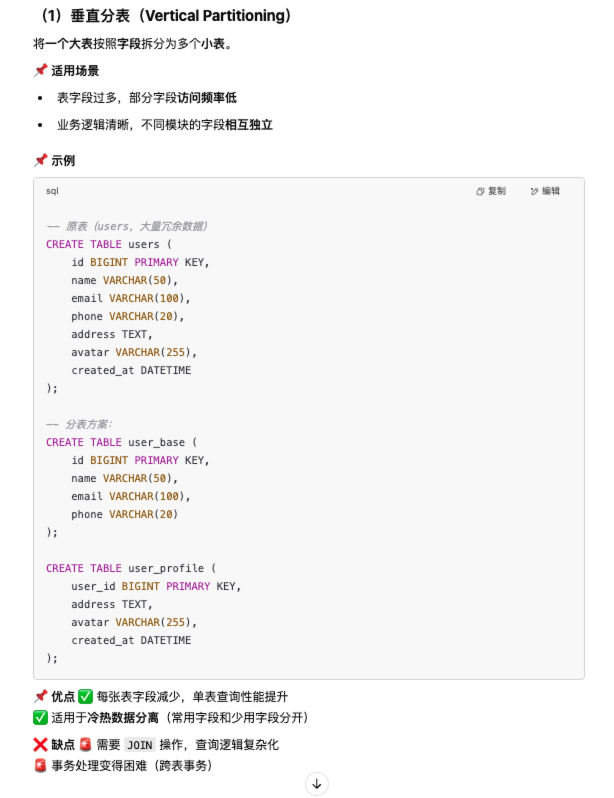 （1）垂直分表（Vertical Partitioning）
将一个大表按照字段拆分为多个小表。
📌 适用场景
• 表字段过多，部分字段访问频率低
• 业务逻辑清晰，不同模块的字段相互独立
📌 示例
sql 复制 编辑
-- 原表（users，大量冗余数据）
CREATE TABLE users (
    id BIGINT PRIMARY KEY,
    name VARCHAR(50),
    email VARCHAR(100),
    phone VARCHAR(20),
    address TEXT,
    avatar VARCHAR(255),
    created_at DATETIME
);
-- 分表方案：
CREATE TABLE user_base (
    id BIGINT PRIMARY KEY,
    name VARCHAR(50),
    email VARCHAR(100),
    phone VARCHAR(20)
);
CREATE TABLE user_profile (
    user_id BIGINT PRIMARY KEY,
    address TEXT,
    avatar VARCHAR(255),
    created_at DATETIME
);
📌 优点 ✅ 每张表字段减少，单表查询性能提升
✅ 适用于冷热数据分离（常用字段和少用字段分开）
❌ 缺点 🚨 需要 JOIN 操作，查询逻辑复杂化
🚨 事务处理变得困难（跨表事务）